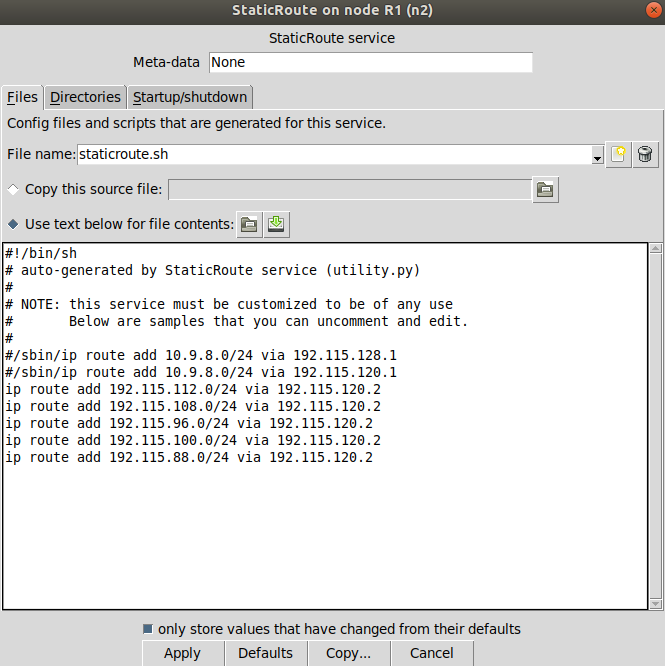 StaticRoute on node R1 (n2)
StaticRoute service
Meta-data None
Files Directories Startup/shutdown
Config files and scripts that are generated for this service.
File name: staticroute.sh
Copy this source file:
Use text below for file contents:
#!/bin/sh
# auto-generated by StaticRoute service (utility.py)
#
# NOTE: this service must be customized to be of any use
#       Below are samples that you can uncomment and edit.
#
#/sbin/ip route add 10.9.8.0/24 via 192.115.128.1
#/sbin/ip route add 10.9.8.0/24 via 192.115.120.1
ip route add 192.115.112.0/24 via 192.115.120.2
ip route add 192.115.108.0/24 via 192.115.120.2
ip route add 192.115.96.0/24 via 192.115.120.2
ip route add 192.115.100.0/24 via 192.115.120.2
ip route add 192.115.88.0/24 via 192.115.120.2
only store values that have changed from their defaults
Apply Defaults Copy... Cancel